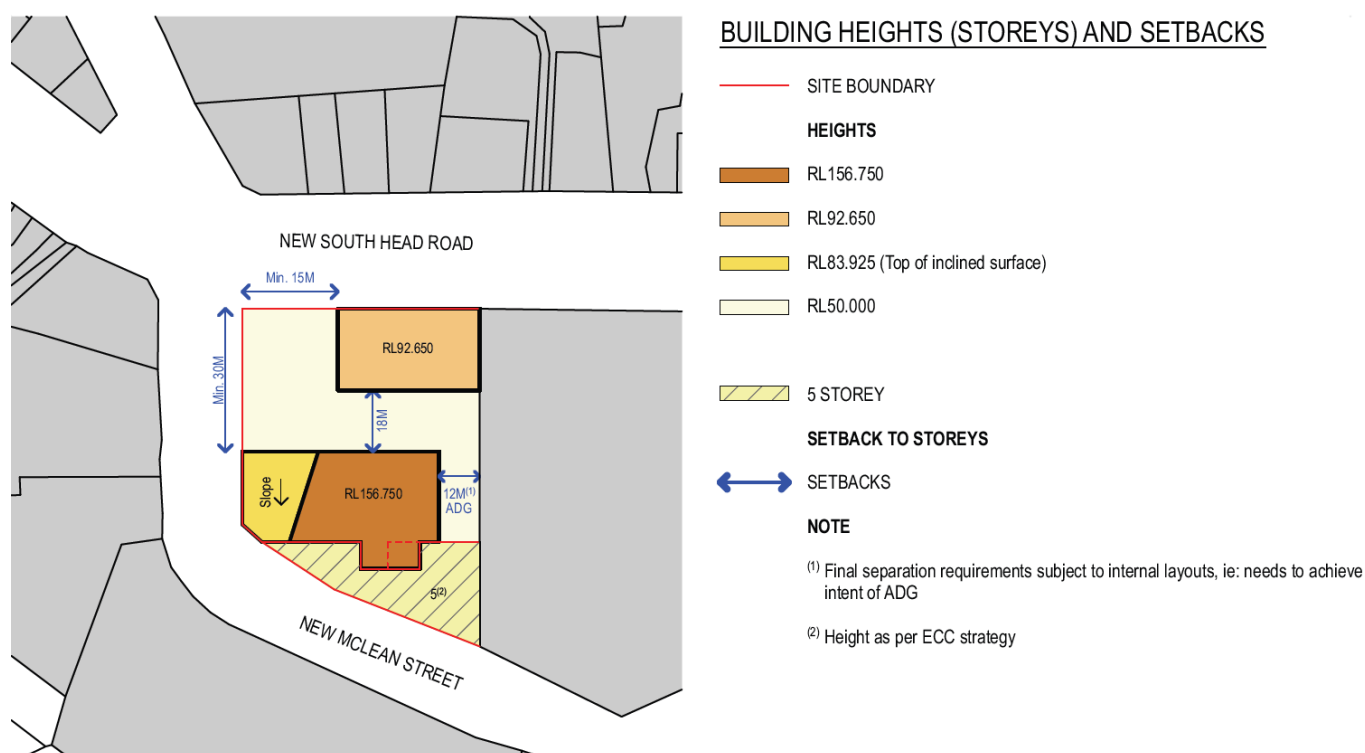 BUILDING HEIGHTS (STOREYS) AND SETBACKS
SITE BOUNDARY
HEIGHTS
RL156.750
RL92.650
RL83.925 (Top of inclined surface)
RL50.000
5 STOREY
SETBACK TO STOREYS
SETBACKS
NOTE
(1) Final separation requirements subject to internal layouts, ie: needs to achieve
intent of ADG
(2) Height as per ECC strategy
NEW SOUTH HEAD ROAD
Min. 15M
RL92.650
Min. 30M
18M
Slope
RL156.750
12M(1)
ADG
5(2)
NEW MCLEAN STREET